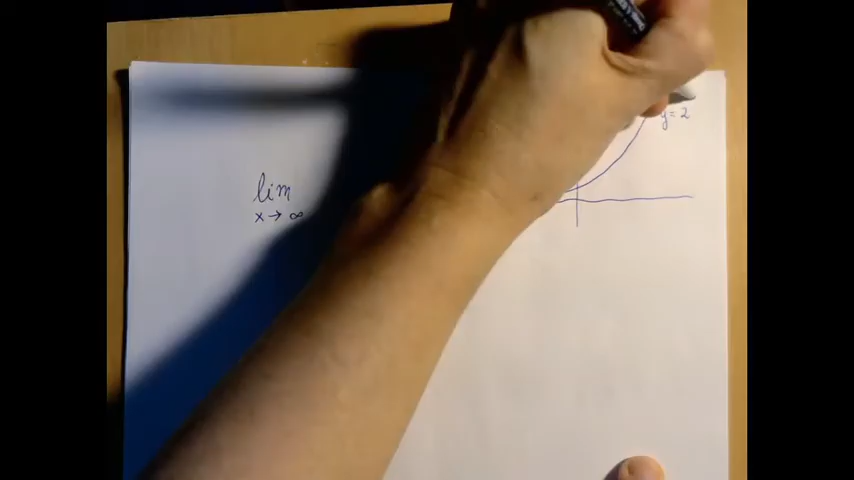 y = 2
lim
x → ∞